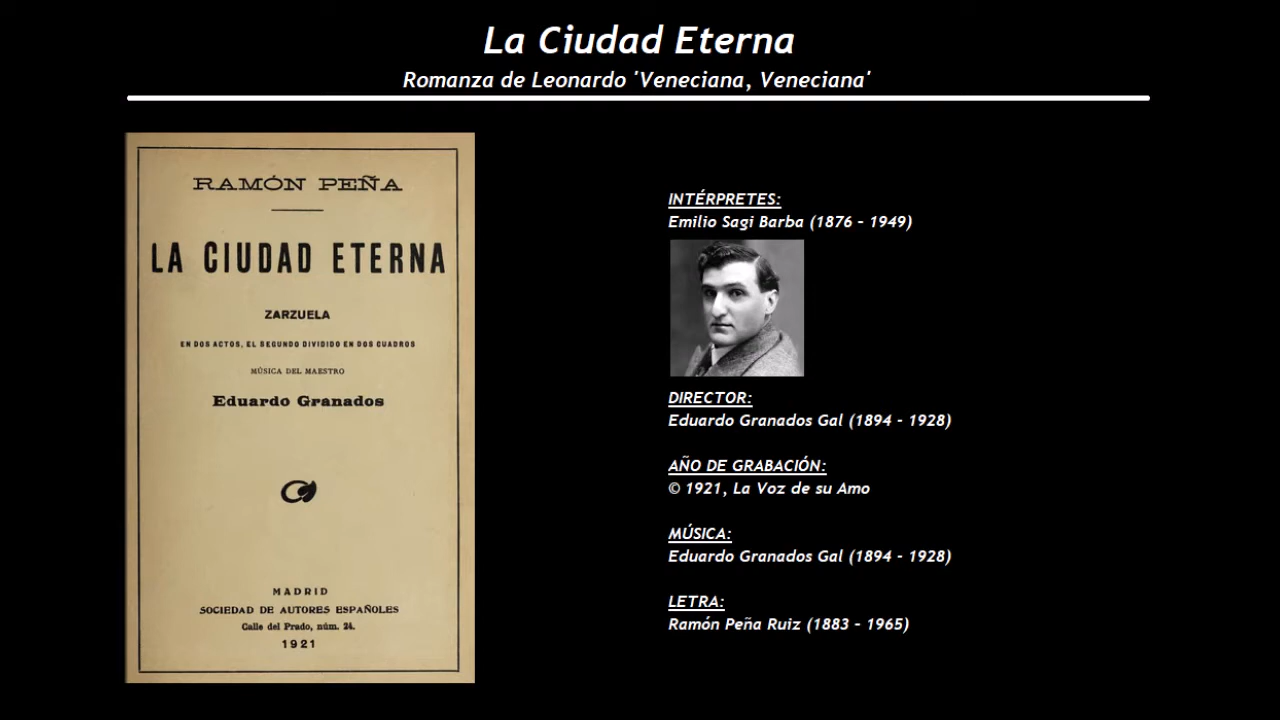 La Ciudad Eterna
Romanza de Leonardo 'Veneciana, Veneciana'
RAMÓN PEÑA
LA CIUDAD ETERNA
ZARZUELA
EN DOS ACTOS, EL SEGUNDO DIVIDIDO EN DOS CUADROS
MÚSICA DEL MAESTRO
Eduardo Granados
MADRID
SOCIEDAD DE AUTORES ESPAÑOLES
Calle del Prado, núm. 24.
1921
INTÉRPRETES:
Emilio Sagi Barba (1876 – 1949)
DIRECTOR:
Eduardo Granados Gal (1894 - 1928)
AÑO DE GRABACIÓN:
© 1921, La Voz de su Amo
MÚSICA:
Eduardo Granados Gal (1894 - 1928)
LETRA:
Ramón Peña Ruiz (1883 – 1965)